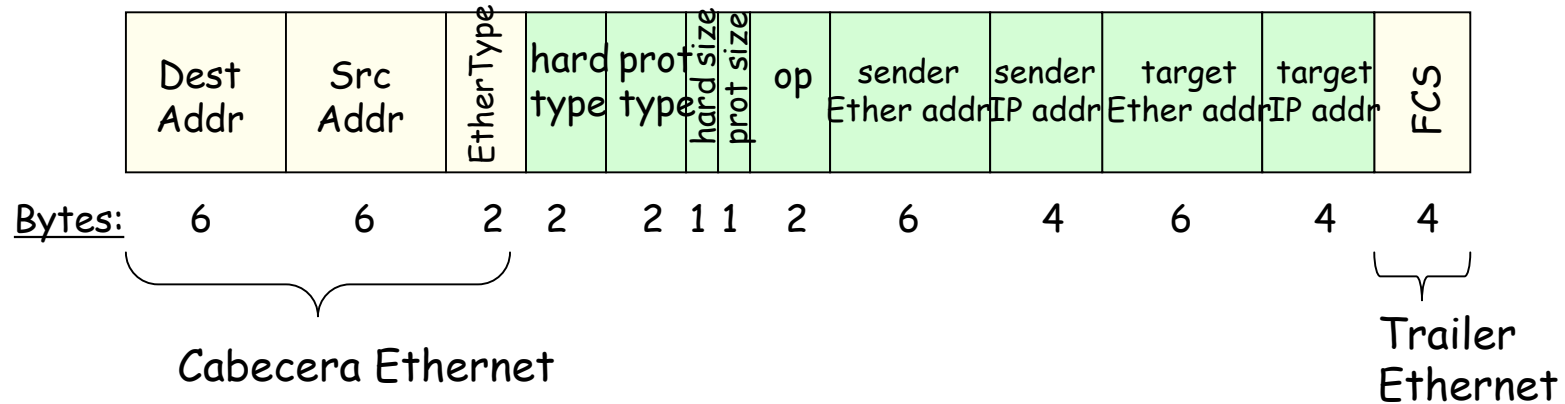 Dest
Addr
Src
Addr
EtherType
hard
type
prot
type
hard size
prot size
op
sender
Ether addr
sender
IP addr
target
Ether addr
target
IP addr
FCS
Bytes: 6 6 2 2 2 1 1 2 6 4 6 4 4
Cabecera Ethernet
Trailer
Ethernet